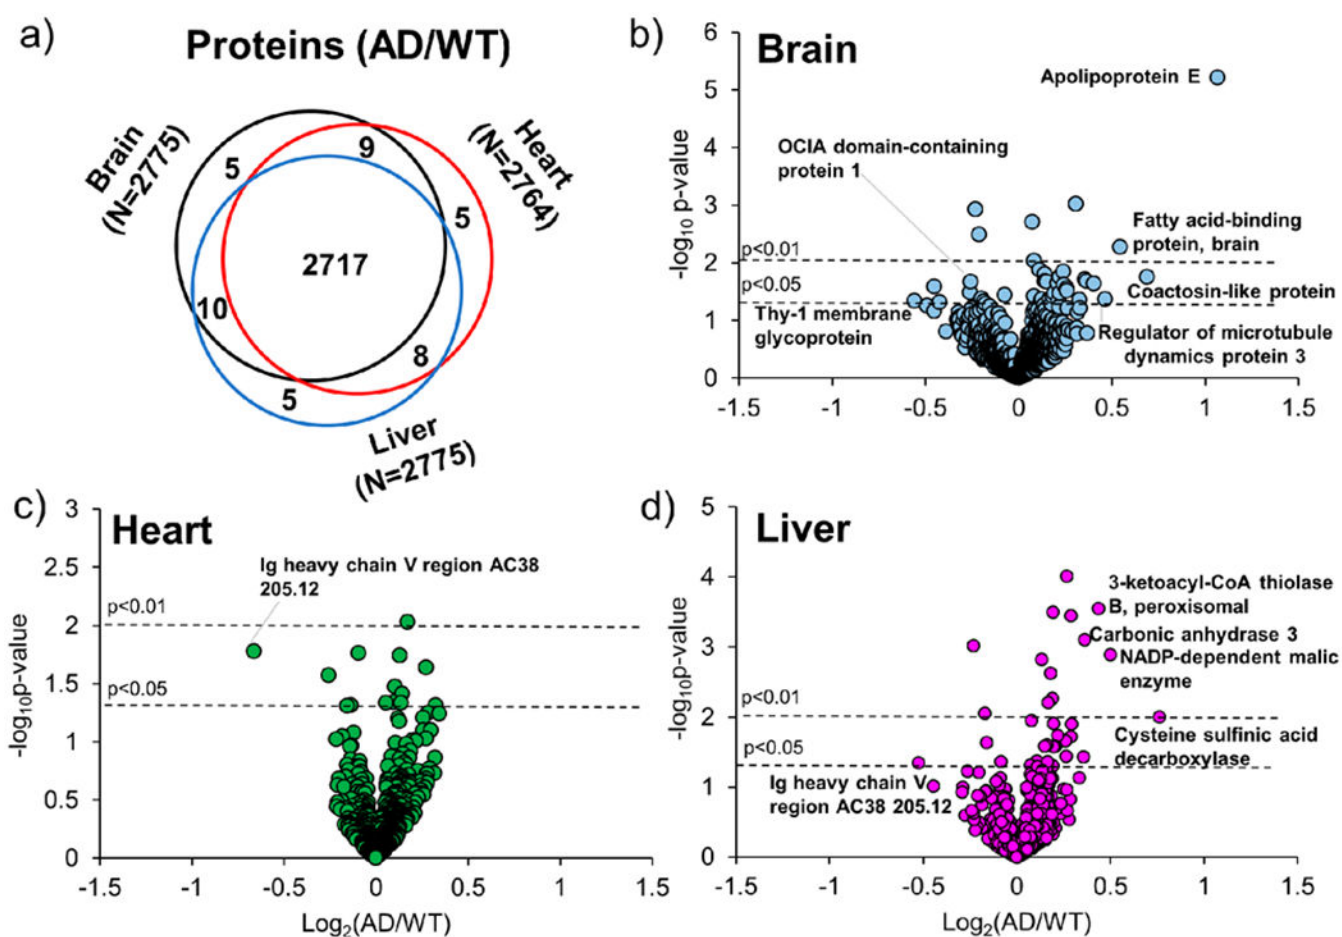 a)
Proteins (AD/WT)
Brain
(N=2775)
Heart
(N=2764)
5
9
5
2717
10
8
5
Liver
(N=2775)
b)
Brain
6
5
4
3
2
1
0
-log10 p-value
Apolipoprotein E
OCIA domain-containing
protein 1
Fatty acid-binding
protein, brain
p<0.01
p<0.05
Coactosin-like protein
Thy-1 membrane
glycoprotein
Regulator of microtubule
dynamics protein 3
-1.5 -1 -0.5 0 0.5 1 1.5
c)
Heart
3
2.5
2
1.5
1
0.5
0
-log10p-value
Ig heavy chain V region AC38
205.12
p<0.01
p<0.05
-1.5 -1 -0.5 0 0.5 1 1.5
Log2(AD/WT)
d)
Liver
5
4
3
2
1
0
-log10p-value
3-ketoacyl-CoA thiolase
B, peroxisomal
Carbonic anhydrase 3
NADP-dependent malic
enzyme
p<0.01
Cysteine sulfinic acid
decarboxylase
p<0.05
Ig heavy chain V
region AC38 205.12
-1.5 -1 -0.5 0 0.5 1 1.5
Log2(AD/WT)